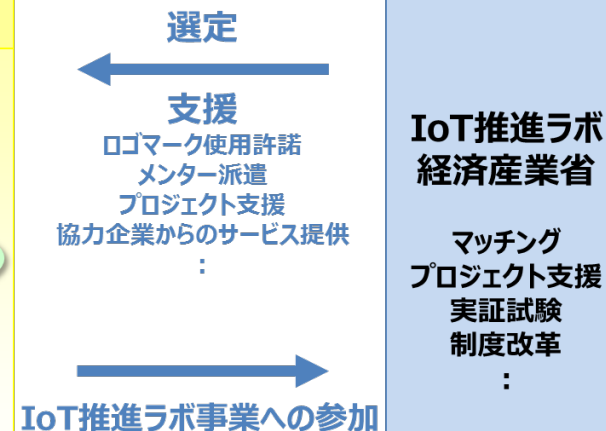 選定
支援
ロゴマーク使用許諾
メンター派遣
プロジェクト支援
協力企業からのサービス提供
:
IoT推進ラボ事業への参加
IoT推進ラボ
経済産業省
マッチング
プロジェクト支援
実証試験
制度改革
: